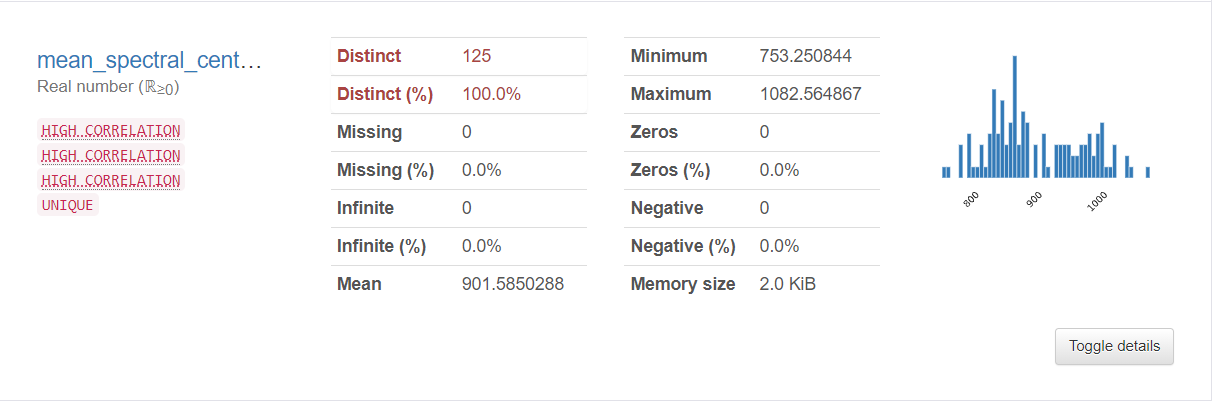 mean_spectral_cent…
Real number (ℝ≥0)
HIGH CORRELATION
HIGH CORRELATION
HIGH CORRELATION
UNIQUE
Distinct 125
Distinct (%) 100.0%
Missing 0
Missing (%) 0.0%
Infinite 0
Infinite (%) 0.0%
Mean 901.5850288
Minimum 753.250844
Maximum 1082.564867
Zeros 0
Zeros (%) 0.0%
Negative 0
Negative (%) 0.0%
Memory size 2.0 KiB
800
900
1000
Toggle details